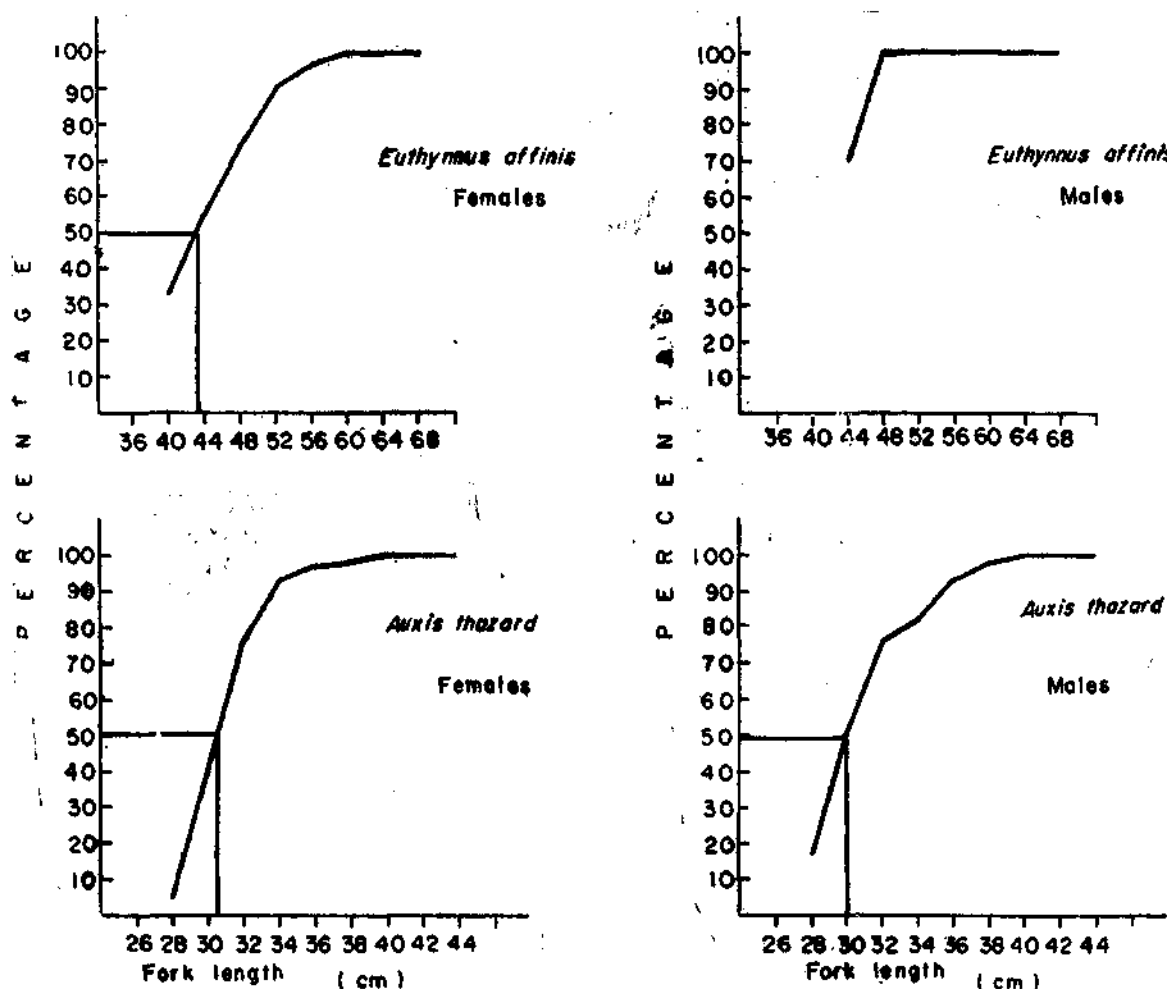 100
90
80
70
60
50
40
30
20
10
Euthynnus affinis
Females
36 40 44 48 52 56 60 64 68
100
90
80
70
60
50
40
30
20
10
Euthynnus affinis
Males
36 40 44 48 52 56 60 64 68
PERCENTAGE
PERCENTAGE
100
90
80
70
60
50
40
30
20
10
Auxis thazard
Females
26 28 30 32 34 36 38 40 42 44
Fork length (cm)
100
90
80
70
60
50
40
30
20
10
Auxis thazard
Males
26 28 30 32 34 36 38 40 42 44
Fork length (cm)